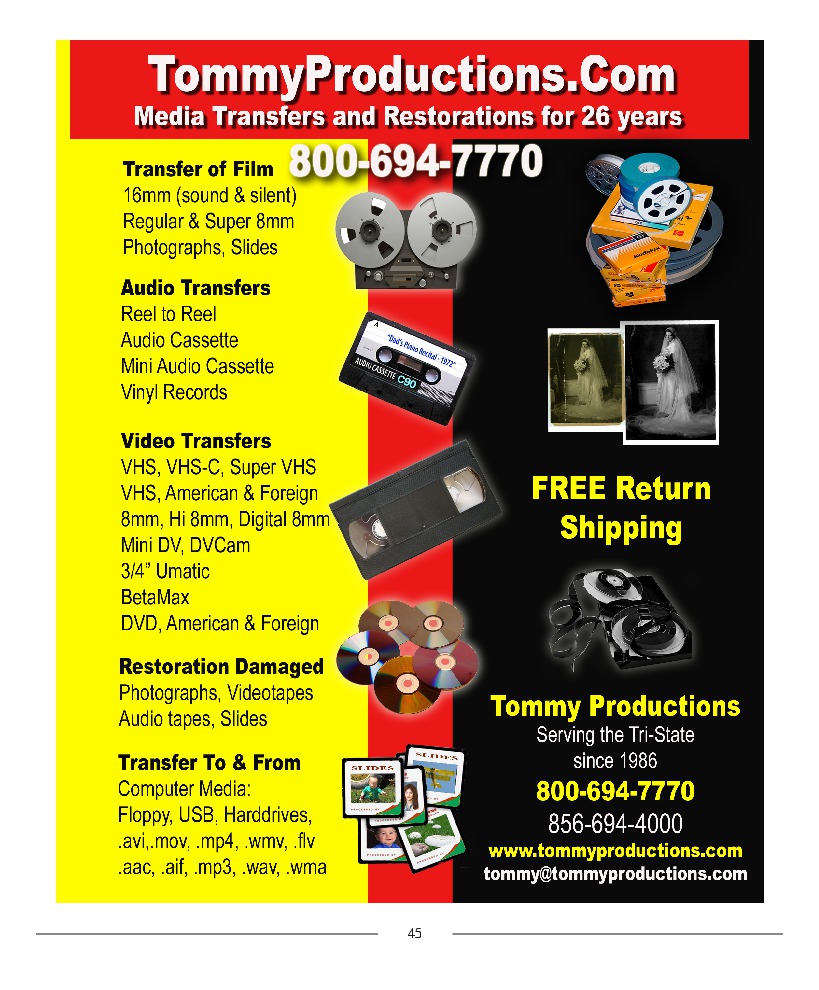 TommyProductions.Com
Media Transfers and Restorations for 26 years
800-694-7770
Transfer of Film
16mm (sound & silent)
Regular & Super 8mm
Photographs, Slides
Audio Transfers
Reel to Reel
Audio Cassette
Mini Audio Cassette
Vinyl Records
A
"Dad's Piano Recital - 1972"
AUDIO CASSETTE C90
Video Transfers
VHS, VHS-C, Super VHS
VHS, American & Foreign
8mm, Hi 8mm, Digital 8mm
Mini DV, DVCam
3/4” Umatic
BetaMax
DVD, American & Foreign
Restoration Damaged
Photographs, Videotapes
Audio tapes, Slides
Transfer To & From
Computer Media:
Floppy, USB, Harddrives,
.avi,.mov, .mp4, .wmv, .flv
.aac, .aif, .mp3, .wav, .wma
SLIDES
SLIDES
FREE Return
Shipping
Tommy Productions
Serving the Tri-State
since 1986
800-694-7770
856-694-4000
www.tommyproductions.com
tommy@tommyproductions.com
45